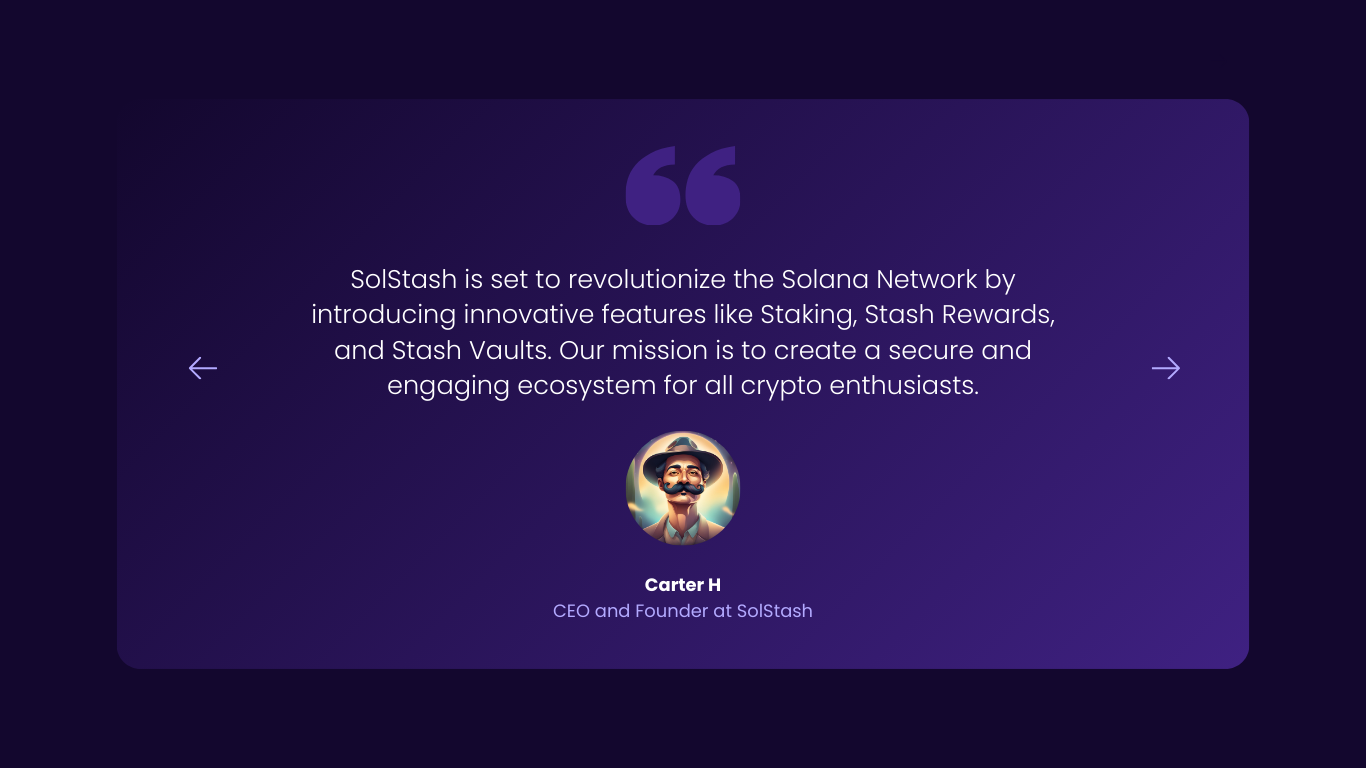 SolStash is set to revolutionize the Solana Network by
introducing innovative features like Staking, Stash Rewards,
and Stash Vaults. Our mission is to create a secure and
engaging ecosystem for all crypto enthusiasts.
Carter H
CEO and Founder at SolStash